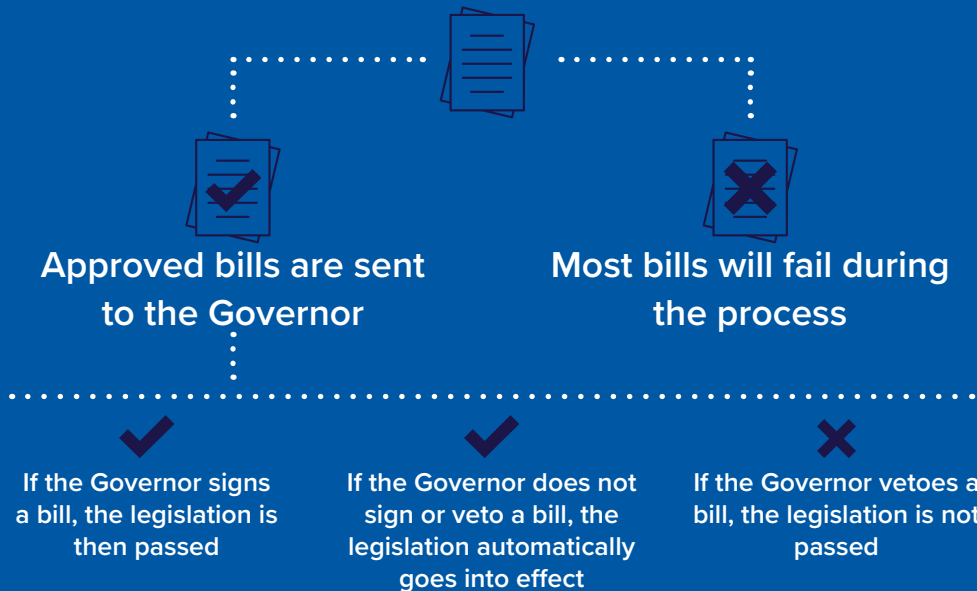 Approved bills are sent
to the Governor
Most bills will fail during
the process
If the Governor signs
a bill, the legislation is
then passed
If the Governor does not
sign or veto a bill, the
legislation automatically
goes into effect
If the Governor vetoes a
bill, the legislation is not
passed